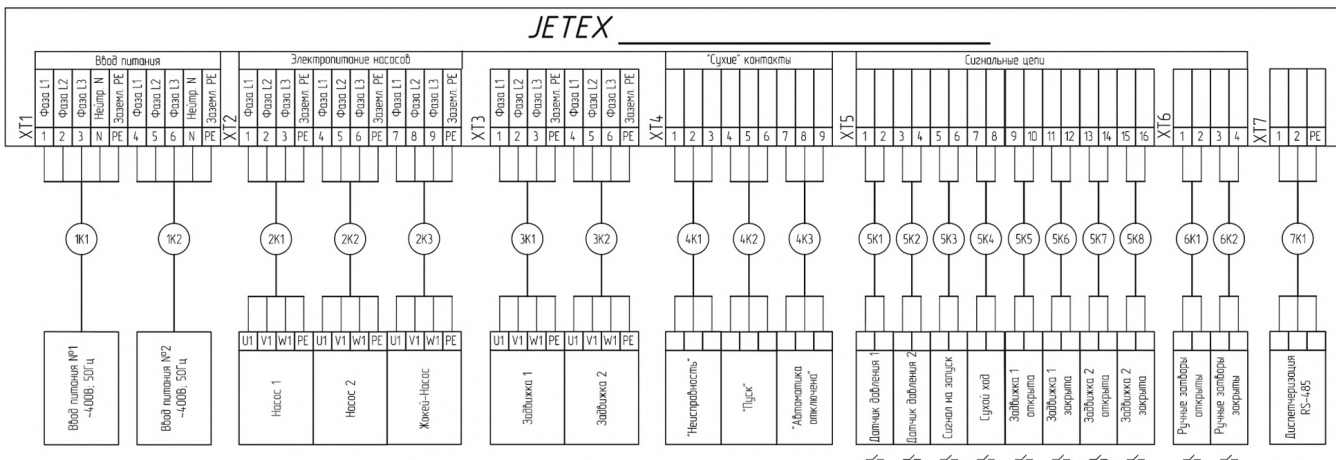 JETEX
Ввод питания
Электропитание насосов
"Сухие" контакты
Сигнальные цепи
XT1
Фаза L1
Фаза L2
Фаза L3
Нейтр. N
Заземл. PE
Фаза L1
Фаза L2
Фаза L3
Нейтр. N
Заземл. PE
XT2
Фаза L1
Фаза L2
Фаза L3
Заземл. PE
Фаза L1
Фаза L2
Фаза L3
Заземл. PE
Фаза L1
Фаза L2
Фаза L3
Заземл. PE
XT3
Фаза L1
Фаза L2
Фаза L3
Заземл. PE
Фаза L1
Фаза L2
Фаза L3
Заземл. PE
XT4
XT5
XT6
XT7
1 2 3 N PE 4 5 6 N PE
1 2 3 PE 4 5 6 PE 7 8 9 PE
1 2 3 PE 4 5 6 PE
1 2 3 4 5 6 7 8 9
1 2 3 4 5 6 7 8 9 10 11 12 13 14 15 16
1 2 3 4
1 2 PE
1K1 1K2 2K1 2K2 2K3 3K1 3K2 4K1 4K2 4K3 5K1 5K2 5K3 5K4 5K5 5K6 5K7 5K8 6K1 6K2 7K1
U1 V1 W1 PE U1 V1 W1 PE U1 V1 W1 PE
U1 V1 W1 PE U1 V1 W1 PE
Ввод питания №1
~400В; 50Гц
Ввод питания №2
~400В; 50Гц
Насос 1
Насос 2
Жокей-Насос
Задвижка 1
Задвижка 2
"Неисправность"
"Пуск"
"Автоматика
отключена"
Датчик давления 1
Датчик давления 2
Сигнал на запуск
Сухой ход
Задвижка 1
открыта
Задвижка 1
закрыта
Задвижка 2
открыта
Задвижка 2
закрыта
Ручные затворы
открыты
Ручные затворы
закрыты
Диспетчеризация
RS-485